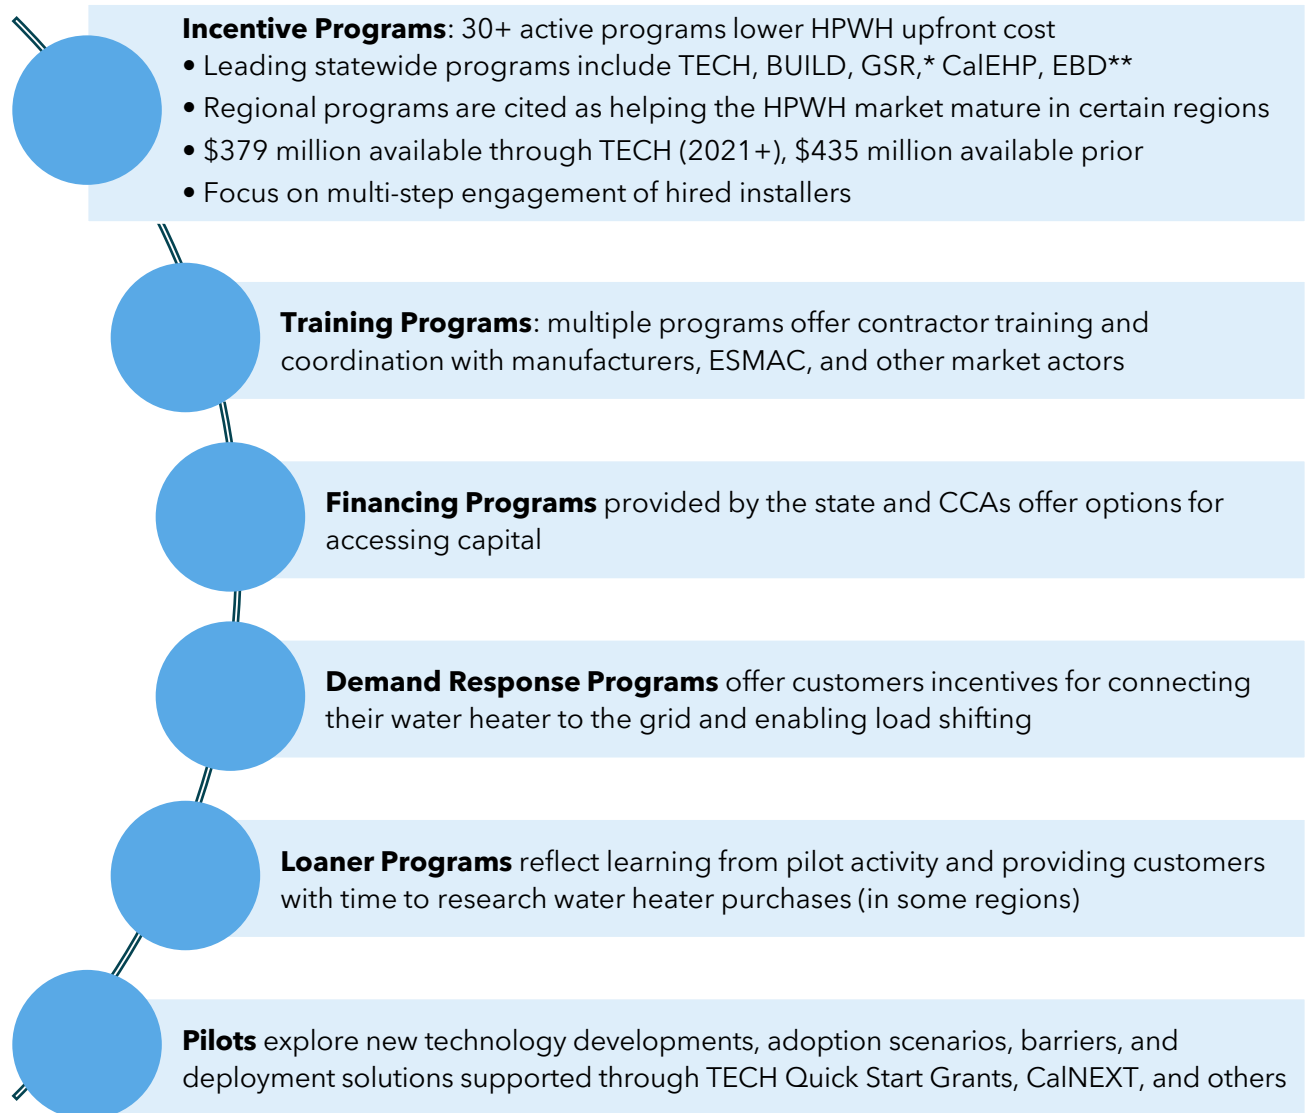 Incentive Programs: 30+ active programs lower HPWH upfront cost
• Leading statewide programs include TECH, BUILD, GSR,* CalEHP, EBD**
• Regional programs are cited as helping the HPWH market mature in certain regions
• $379 million available through TECH (2021+), $435 million available prior
• Focus on multi-step engagement of hired installers
Training Programs: multiple programs offer contractor training and
coordination with manufacturers, ESMAC, and other market actors
Financing Programs provided by the state and CCAs offer options for
accessing capital
Demand Response Programs offer customers incentives for connecting
their water heater to the grid and enabling load shifting
Loaner Programs reflect learning from pilot activity and providing customers
with time to research water heater purchases (in some regions)
Pilots explore new technology developments, adoption scenarios, barriers, and
deployment solutions supported through TECH Quick Start Grants, CalNEXT, and others